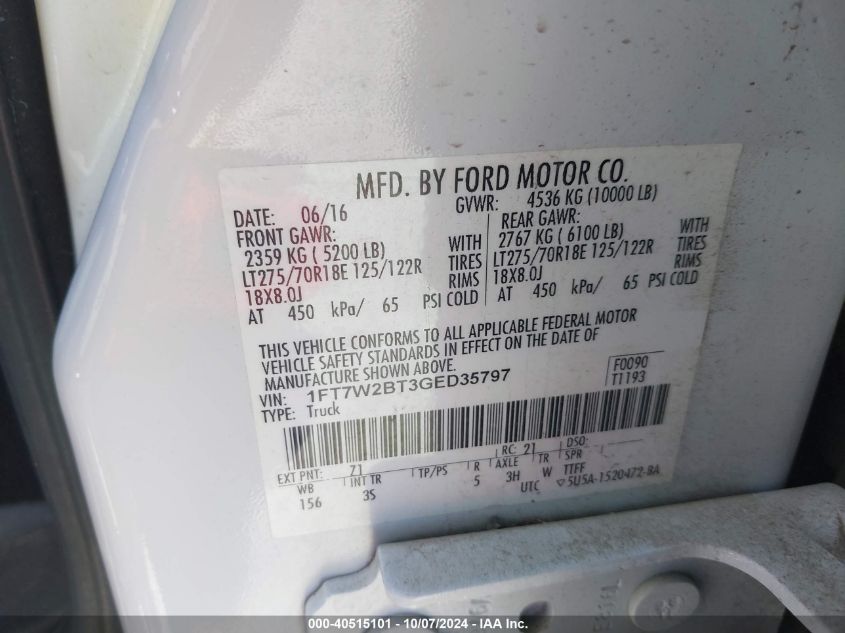 MFD. BY FORD MOTOR CO.
DATE: 06/16 GVWR: 4536 KG (10000 LB)
FRONT GAWR: REAR GAWR:
2359 KG ( 5200 LB) WITH 2767 KG ( 6100 LB) WITH
LT275/70R18E 125/122R TIRES LT275/70R18E 125/122R TIRES
18X8.0J RIMS 18X8.0J RIMS
AT 450 kPa/ 65 PSI COLD AT 450 kPa/ 65 PSI COLD
THIS VEHICLE CONFORMS TO ALL APPLICABLE FEDERAL MOTOR
VEHICLE SAFETY STANDARDS IN EFFECT ON THE DATE OF
MANUFACTURE SHOWN ABOVE.
VIN: 1FT7W2BT3GED35797 F0090
TYPE: Truck T1193
EXT PNT: Z1 RC: 21 DSO:
WB INT TR TP/PS R AXLE TR SPR
156 3S 5 3H W TTFF
UTC ▽5U5A-1520472-BA
000-40515101 - 10/07/2024 - IAAI.COM